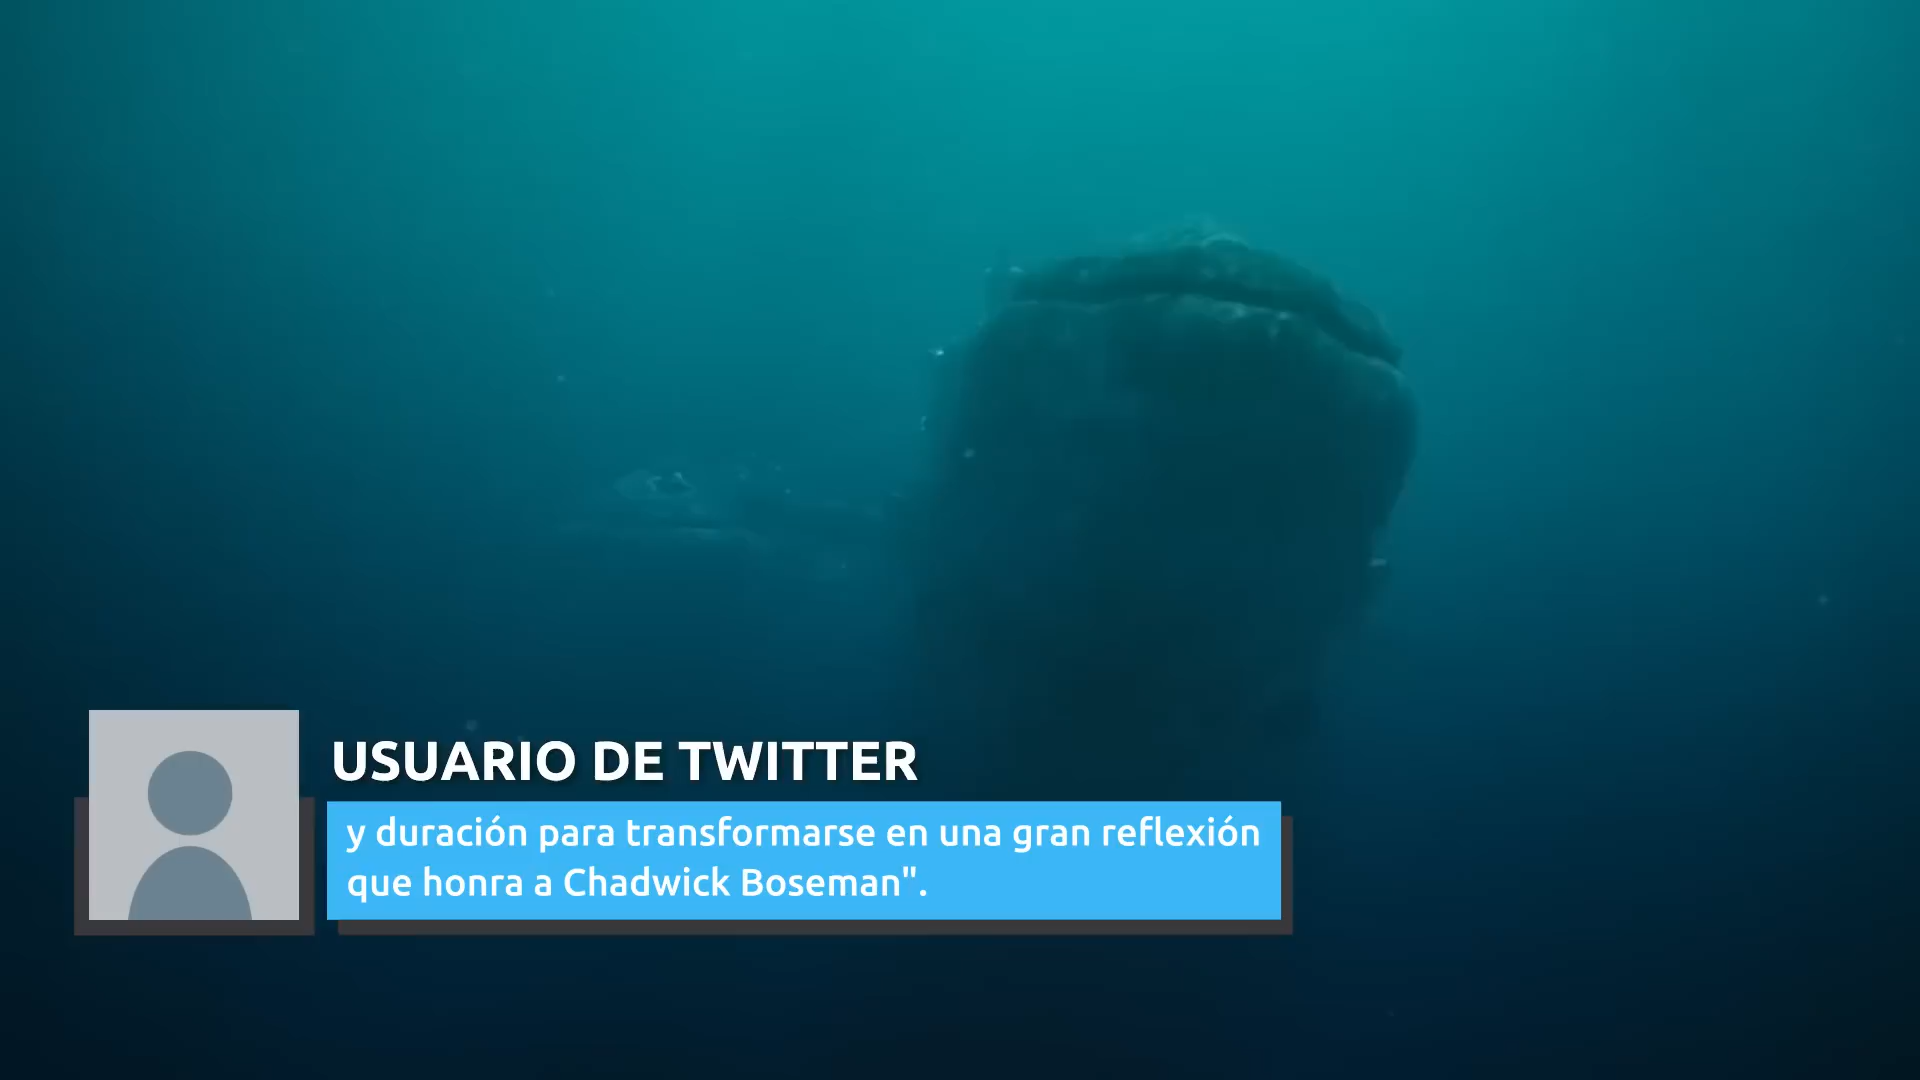 USUARIO DE TWITTER
y duración para transformarse en una gran reflexión
que honra a Chadwick Boseman".